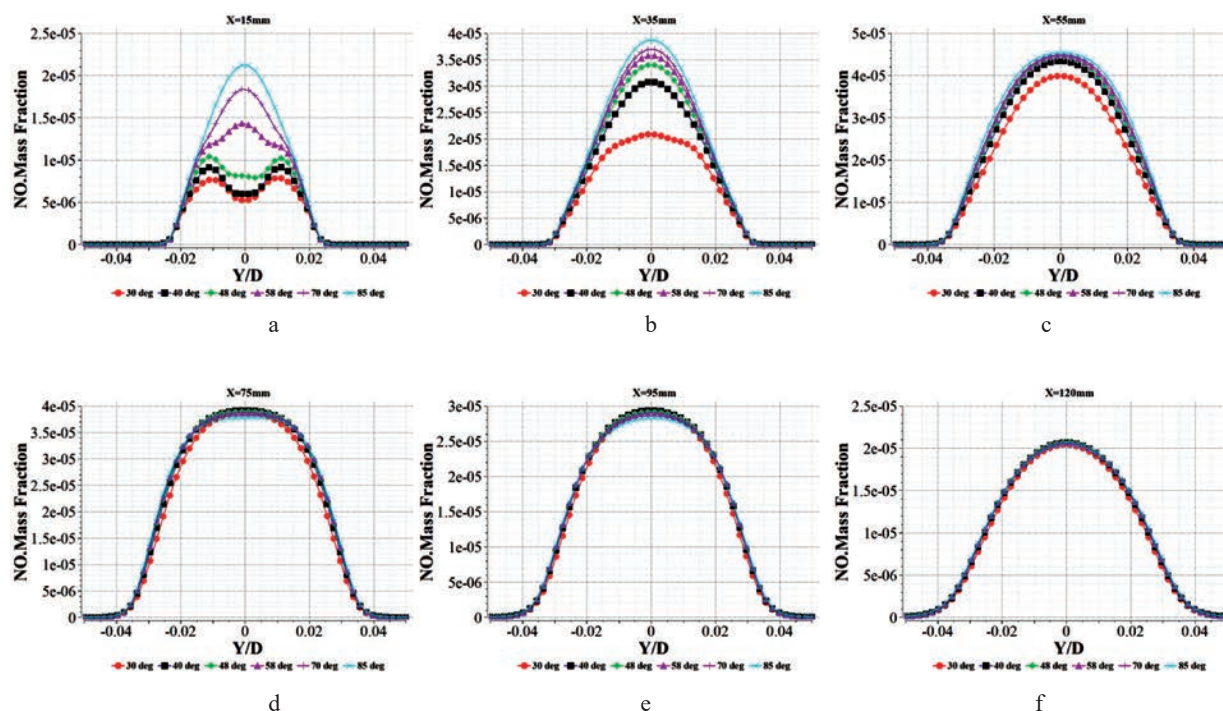 X=15mm
NO.Mass Fraction
2.5e-05
2e-05
1.5e-05
1e-05
5e-06
0
-0.04 -0.02 0 0.02 0.04
Y/D
30 deg 40 deg 48 deg 58 deg 70 deg 85 deg
a
X=35mm
NO.Mass Fraction
4e-05
3.5e-05
3e-05
2.5e-05
2e-05
1.5e-05
1e-05
5e-06
0
-0.04 -0.02 0 0.02 0.04
Y/D
30 deg 40 deg 48 deg 58 deg 70 deg 85 deg
b
X=55mm
NO.Mass Fraction
5e-05
4e-05
3e-05
2e-05
1e-05
0
-0.04 -0.02 0 0.02 0.04
Y/D
30 deg 40 deg 48 deg 58 deg 70 deg 85 deg
c
X=75mm
NO.Mass Fraction
4e-05
3.5e-05
3e-05
2.5e-05
2e-05
1.5e-05
1e-05
5e-06
0
-0.04 -0.02 0 0.02 0.04
Y/D
30 deg 40 deg 48 deg 58 deg 70 deg 85 deg
d
X=95mm
NO.Mass Fraction
3e-05
2.5e-05
2e-05
1.5e-05
1e-05
5e-06
0
-0.04 -0.02 0 0.02 0.04
Y/D
30 deg 40 deg 48 deg 58 deg 70 deg 85 deg
e
X=120mm
NO.Mass Fraction
2.5e-05
2e-05
1.5e-05
1e-05
5e-06
0
-0.04 -0.02 0 0.02 0.04
Y/D
30 deg 40 deg 48 deg 58 deg 70 deg 85 deg
f